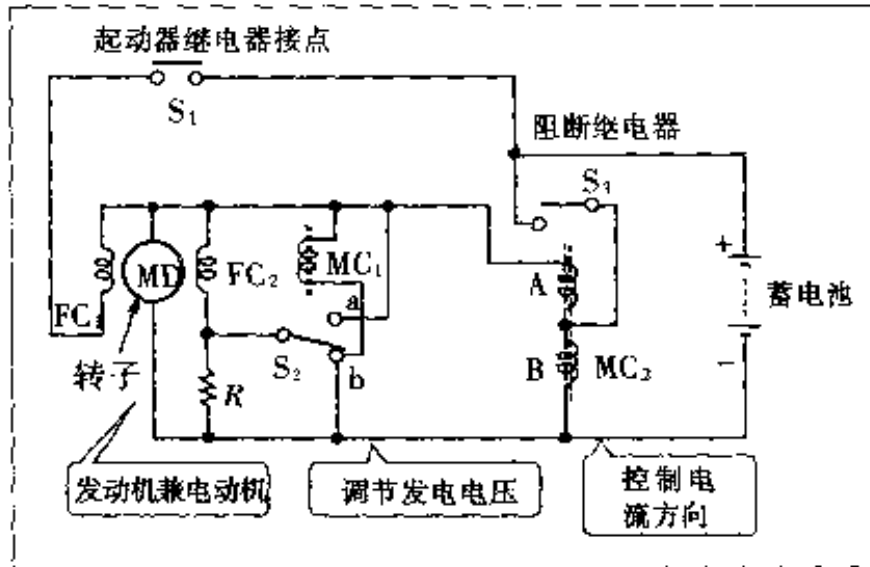 起动器继电器接点
S₁
阻断继电器
S₃
MD
FC₂
MC₁
a
A
+
蓄电池
FC₁
S₂
b
B
MC₂
−
转子
R
发动机兼电动机
调节发电电压
控制电
流方向